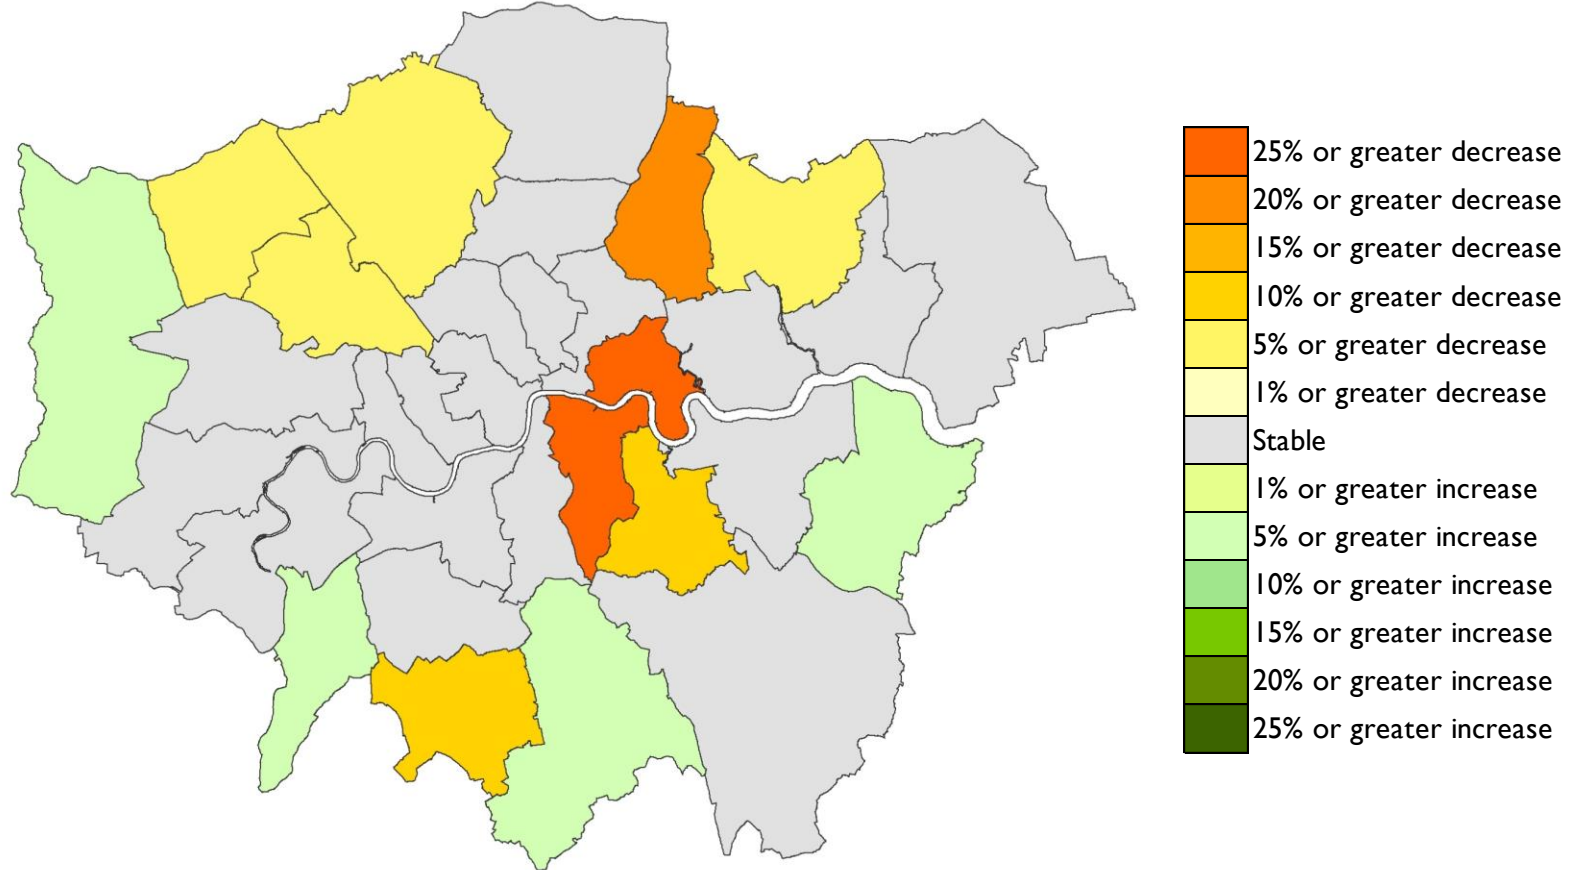 25% or greater decrease
20% or greater decrease
15% or greater decrease
10% or greater decrease
5% or greater decrease
1% or greater decrease
Stable
1% or greater increase
5% or greater increase
10% or greater increase
15% or greater increase
20% or greater increase
25% or greater increase